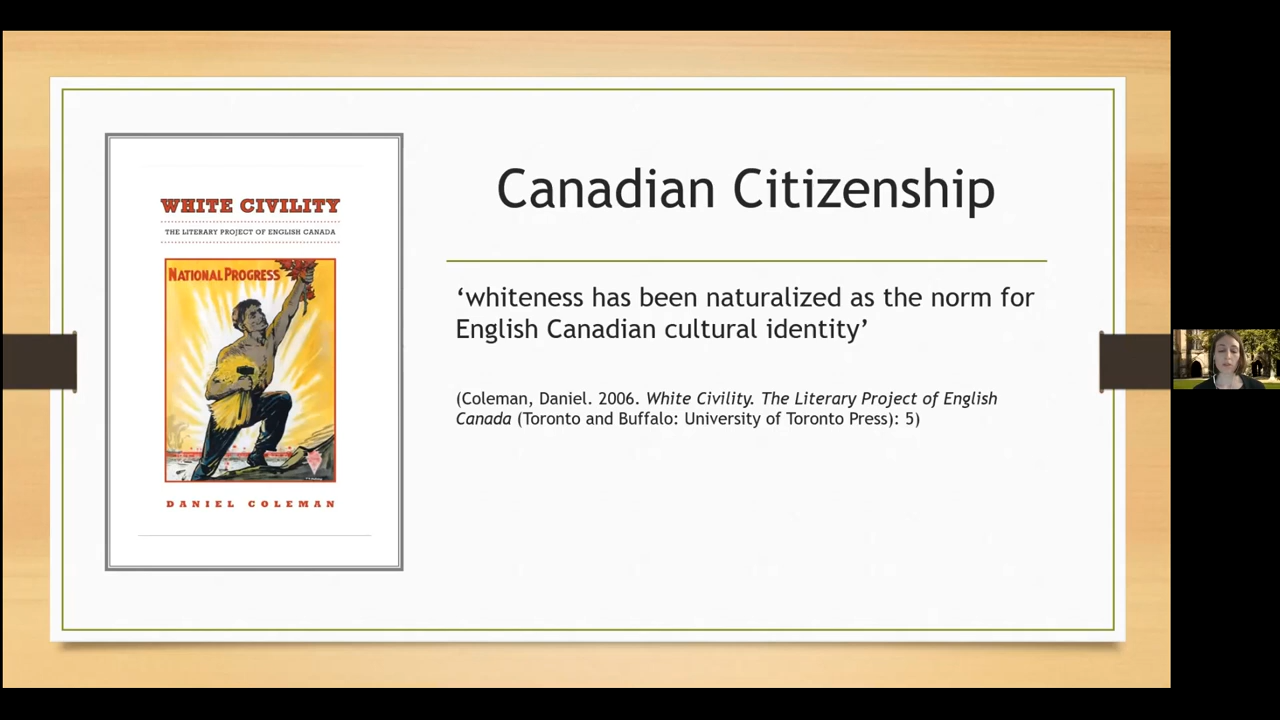 WHITE CIVILITY
THE LITERARY PROJECT OF ENGLISH CANADA
NATIONAL PROGRESS
DANIEL COLEMAN
Canadian Citizenship
‘whiteness has been naturalized as the norm for
English Canadian cultural identity’
(Coleman, Daniel. 2006. White Civility. The Literary Project of English
Canada (Toronto and Buffalo: University of Toronto Press): 5)